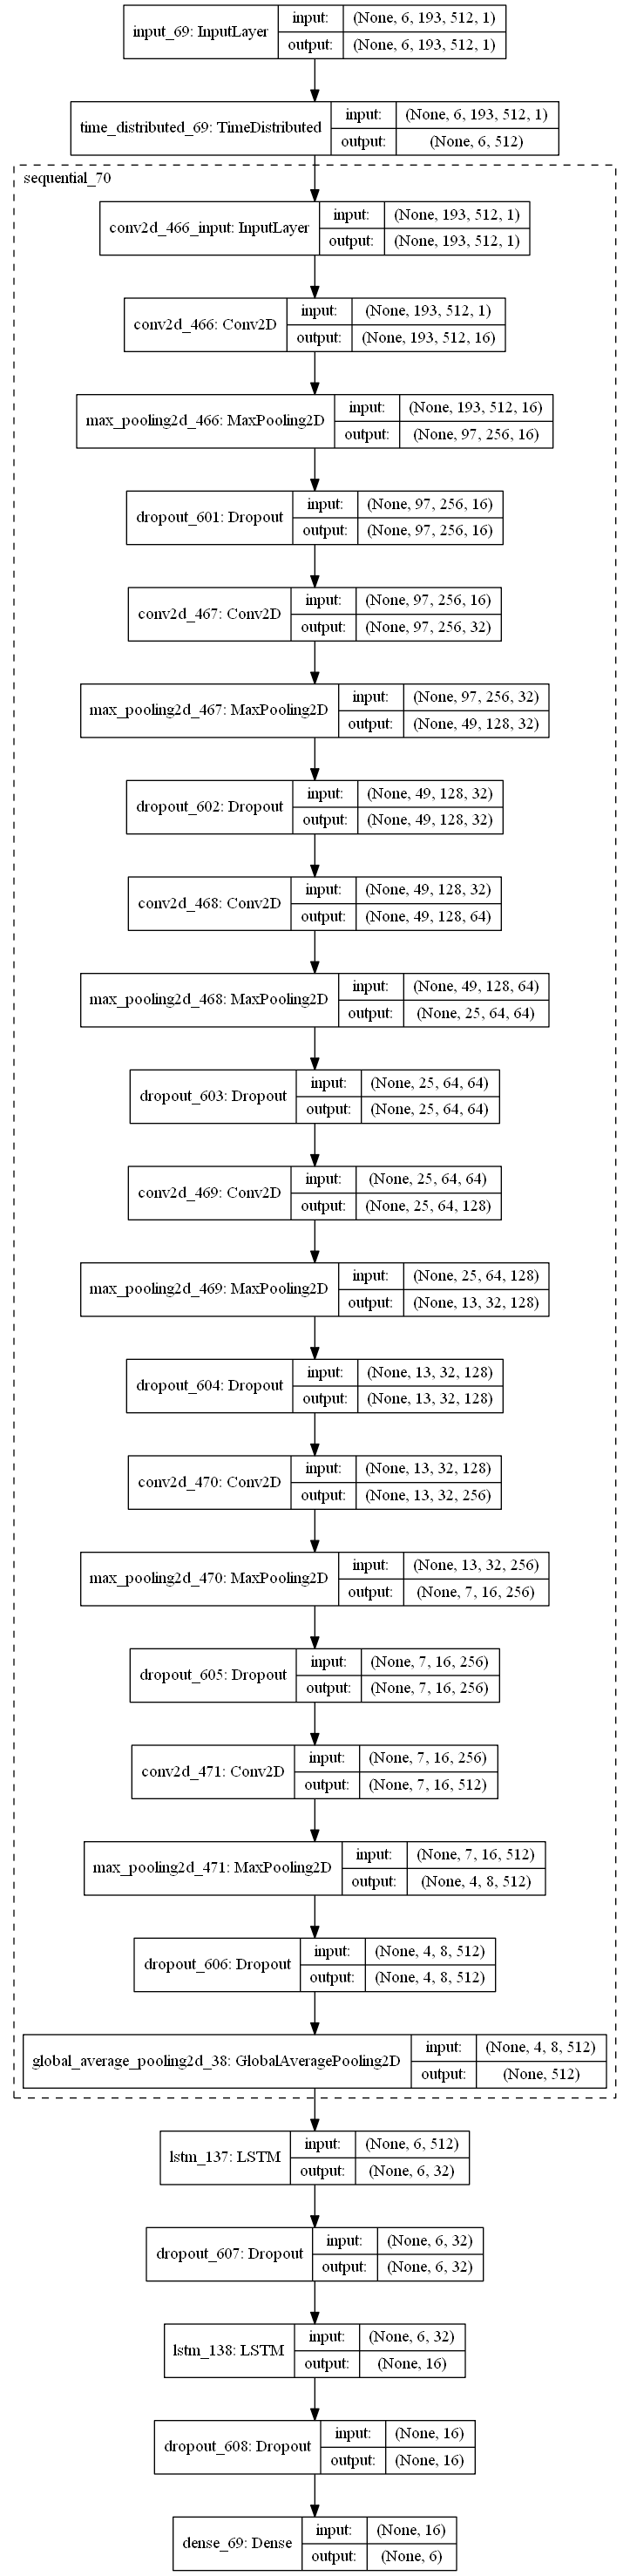 input_69: InputLayer
input: (None, 6, 193, 512, 1)
output: (None, 6, 193, 512, 1)
time_distributed_69: TimeDistributed
input: (None, 6, 193, 512, 1)
output: (None, 6, 512)
sequential_70
conv2d_466_input: InputLayer
input: (None, 193, 512, 1)
output: (None, 193, 512, 1)
conv2d_466: Conv2D
input: (None, 193, 512, 1)
output: (None, 193, 512, 16)
max_pooling2d_466: MaxPooling2D
input: (None, 193, 512, 16)
output: (None, 97, 256, 16)
dropout_601: Dropout
input: (None, 97, 256, 16)
output: (None, 97, 256, 16)
conv2d_467: Conv2D
input: (None, 97, 256, 16)
output: (None, 97, 256, 32)
max_pooling2d_467: MaxPooling2D
input: (None, 97, 256, 32)
output: (None, 49, 128, 32)
dropout_602: Dropout
input: (None, 49, 128, 32)
output: (None, 49, 128, 32)
conv2d_468: Conv2D
input: (None, 49, 128, 32)
output: (None, 49, 128, 64)
max_pooling2d_468: MaxPooling2D
input: (None, 49, 128, 64)
output: (None, 25, 64, 64)
dropout_603: Dropout
input: (None, 25, 64, 64)
output: (None, 25, 64, 64)
conv2d_469: Conv2D
input: (None, 25, 64, 64)
output: (None, 25, 64, 128)
max_pooling2d_469: MaxPooling2D
input: (None, 25, 64, 128)
output: (None, 13, 32, 128)
dropout_604: Dropout
input: (None, 13, 32, 128)
output: (None, 13, 32, 128)
conv2d_470: Conv2D
input: (None, 13, 32, 128)
output: (None, 13, 32, 256)
max_pooling2d_470: MaxPooling2D
input: (None, 13, 32, 256)
output: (None, 7, 16, 256)
dropout_605: Dropout
input: (None, 7, 16, 256)
output: (None, 7, 16, 256)
conv2d_471: Conv2D
input: (None, 7, 16, 256)
output: (None, 7, 16, 512)
max_pooling2d_471: MaxPooling2D
input: (None, 7, 16, 512)
output: (None, 4, 8, 512)
dropout_606: Dropout
input: (None, 4, 8, 512)
output: (None, 4, 8, 512)
global_average_pooling2d_38: GlobalAveragePooling2D
input: (None, 4, 8, 512)
output: (None, 512)
lstm_137: LSTM
input: (None, 6, 512)
output: (None, 6, 32)
dropout_607: Dropout
input: (None, 6, 32)
output: (None, 6, 32)
lstm_138: LSTM
input: (None, 6, 32)
output: (None, 16)
dropout_608: Dropout
input: (None, 16)
output: (None, 16)
dense_69: Dense
input: (None, 16)
output: (None, 6)